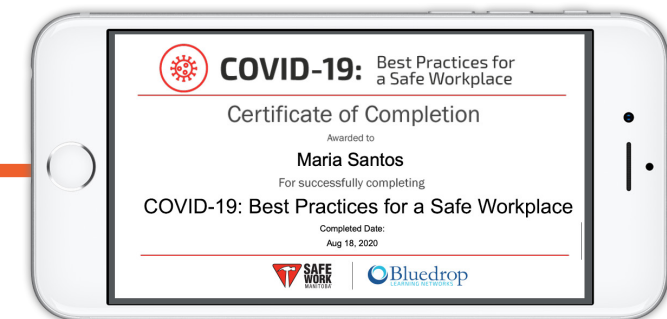 COVID-19: Best Practices for
a Safe Workplace
Certificate of Completion
Awarded to
Maria Santos
For successfully completing
COVID-19: Best Practices for a Safe Workplace
Completed Date:
Aug 18, 2020
SAFE
WORK
MANITOBA
Bluedrop
LEARNING NETWORKS